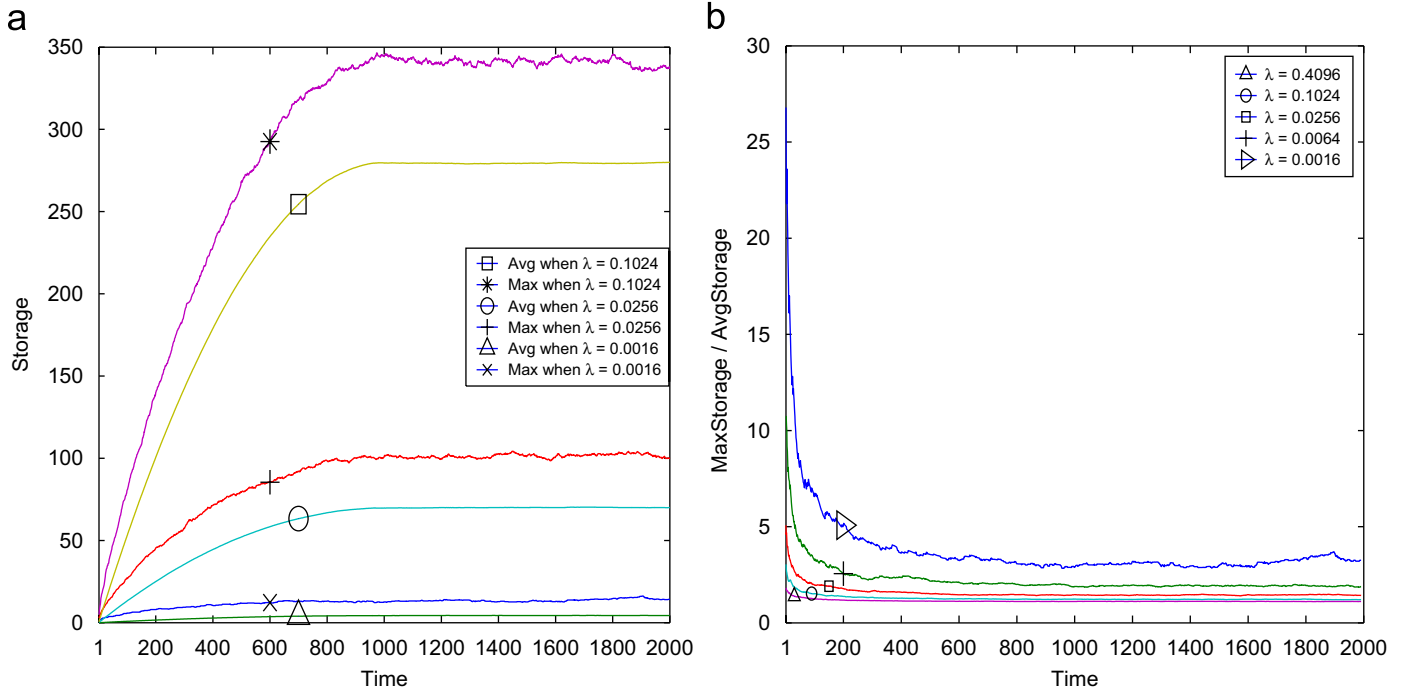 a
350
300
250
200
150
100
50
0
Storage
1 200 400 600 800 1000 1200 1400 1600 1800 2000
Time
Avg when λ = 0.1024
Max when λ = 0.1024
Avg when λ = 0.0256
Max when λ = 0.0256
Avg when λ = 0.0016
Max when λ = 0.0016
b
30
25
20
15
10
5
0
MaxStorage / AvgStorage
1 200 400 600 800 1000 1200 1400 1600 1800 2000
Time
λ = 0.4096
λ = 0.1024
λ = 0.0256
λ = 0.0064
λ = 0.0016